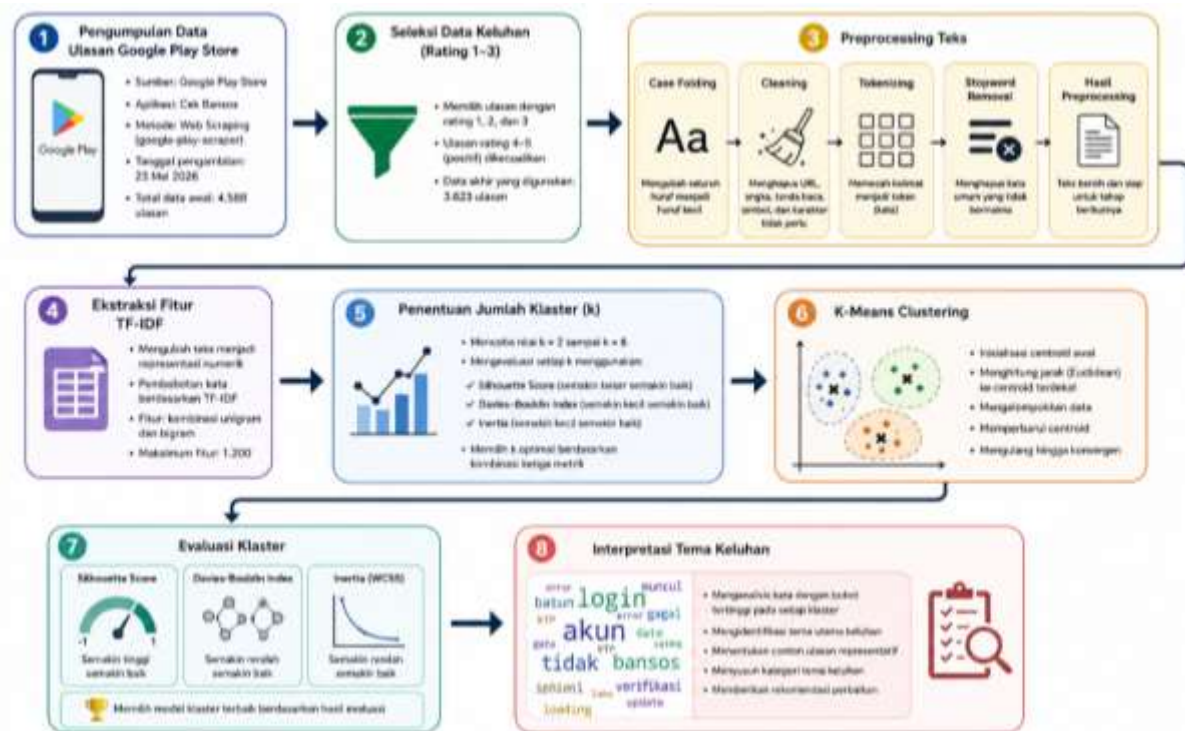 1
Pengumpulan Data
Ulasan Google Play Store
Google Play
• Sumber: Google Play Store
• Aplikasi: Cek Bansos
• Metode: Web Scraping
(google-play-scraper)
• Tanggal pengambilan:
23 Mei 2026
• Total data awal: 4.588
ulasan
2
Seleksi Data Keluhan
(Rating 1–3)
• Memilih ulasan dengan
rating 1, 2, dan 3
• Ulasan rating 4–5
(positif) dikecualikan
• Data akhir yang digunakan:
3.623 ulasan
3
Preprocessing Teks
Case Folding
Aa
Mengubah seluruh
huruf menjadi
huruf kecil
Cleaning
Menghapus URL,
angka, tanda baca,
simbol, dan karakter
tidak perlu
Tokenizing
Memecah kalimat
menjadi token
(kata)
Stopword
Removal
Menghapus kata
umum yang tidak
bermakna
Hasil
Preprocessing
Teks bersih dan siap
untuk tahap
berikutnya
4
Ekstraksi Fitur
TF-IDF
• Mengubah teks menjadi
representasi numerik
• Pembobotan kata
berdasarkan TF-IDF
• Fitur: kombinasi unigram
dan bigram
• Maksimum fitur: 1.200
5
Penentuan Jumlah Klaster (k)
• Mencoba nilai k = 2 sampai k = 8
• Mengevaluasi setiap k menggunakan:
✓ Silhouette Score (semakin besar semakin baik)
✓ Davies-Bouldin Index (semakin kecil semakin baik)
✓ Inertia (semakin kecil semakin baik)
• Memilih k optimal berdasarkan
kombinasi ketiga metrik
6
K-Means Clustering
• Inisialisasi centroid awal
• Menghitung jarak (Euclidean)
ke centroid terdekat
• Mengelompokkan data
• Memperbarui centroid
• Mengulang hingga konvergen
7
Evaluasi Klaster
Silhouette Score
-1 1
Semakin tinggi
semakin baik
Davies-Bouldin Index
Semakin rendah
semakin baik
Inertia (WCSS)
Semakin rendah
semakin baik
Memilih model klaster terbaik berdasarkan hasil evaluasi
8
Interpretasi Tema Keluhan
error muncul
batun login
error gagal
akun data
tidak bansos
verifikasi
update
loading
• Menganalisis kata dengan bobot
tertinggi pada setiap klaster
• Mengidentifikasi tema utama keluhan
• Menentukan contoh ulasan representatif
• Menyusun kategori tema keluhan
• Memberikan rekomendasi perbaikan